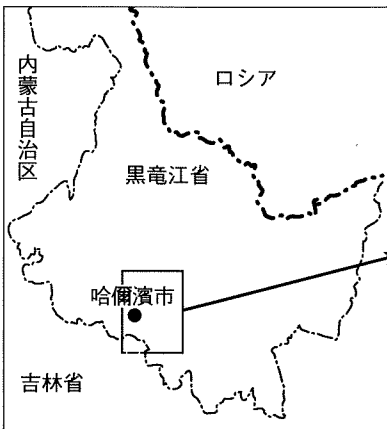 内蒙古自治区
ロシア
黒竜江省
哈爾濱市
吉林省